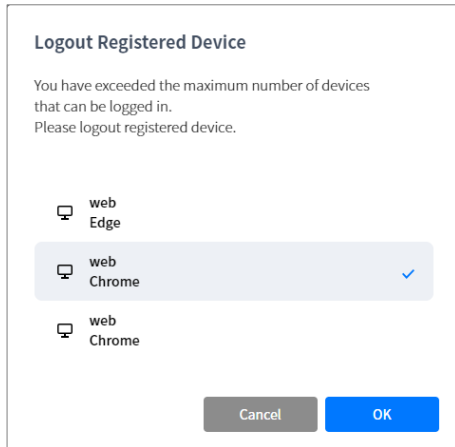 Logout Registered Device
You have exceeded the maximum number of devices
that can be logged in.
Please logout registered device.
web
Edge
web
Chrome
web
Chrome
Cancel
OK